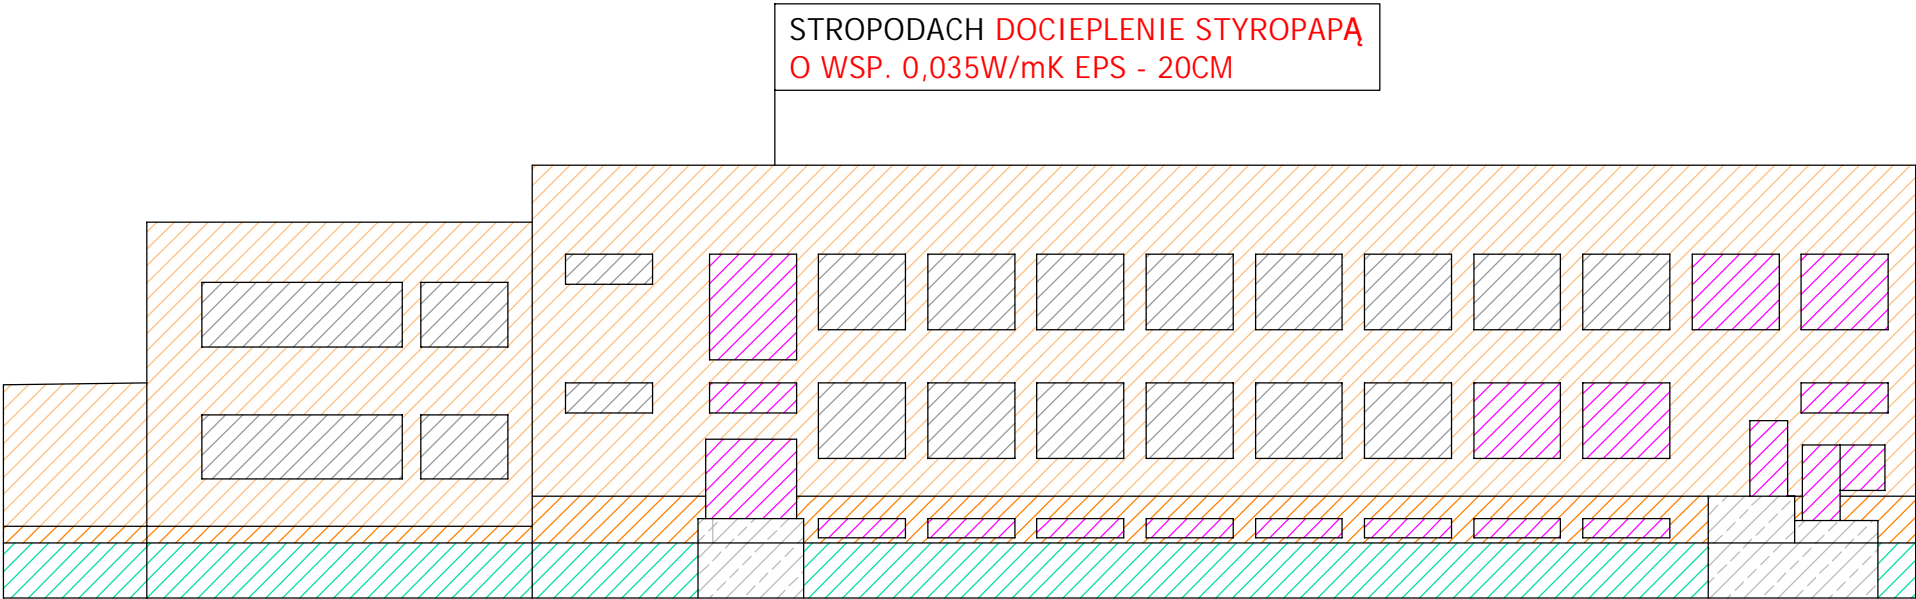 STROPODACH DOCIEPLENIE STYROPAPĄ
O WSP. 0,035W/mK EPS - 20CM